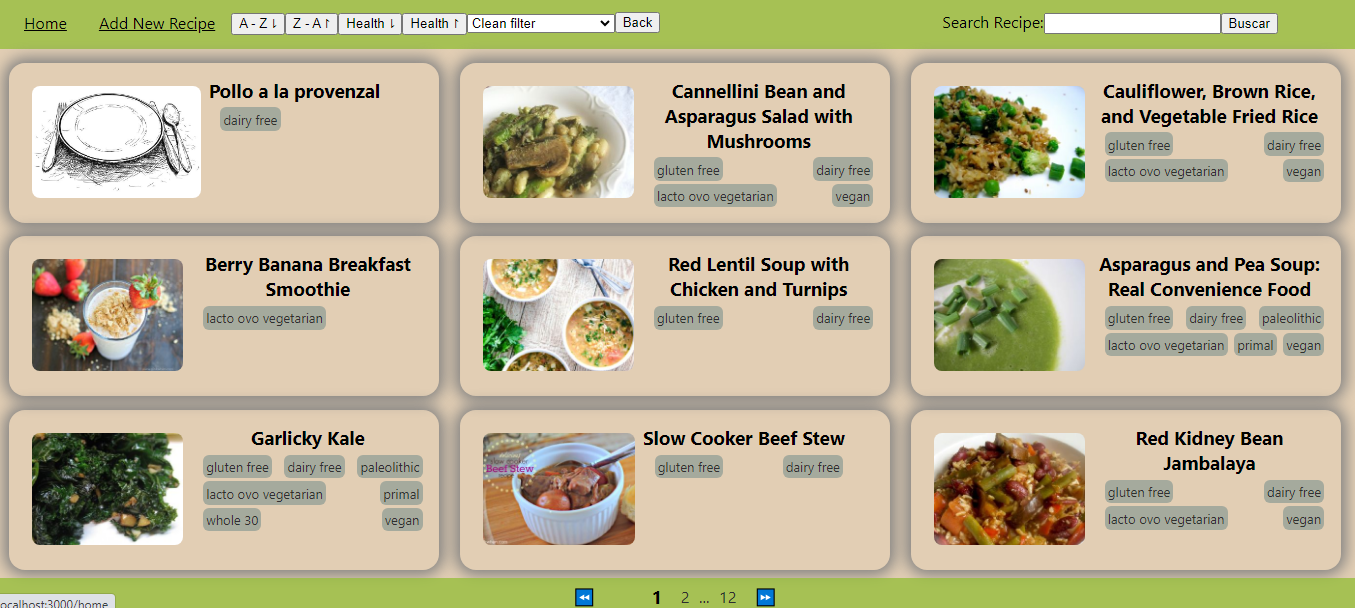 Home Add New Recipe A - Z ↓ Z - A ↑ Health ↓ Health ↑ Clean filter Back Search Recipe: Buscar
Pollo a la provenzal
dairy free
Cannellini Bean and
Asparagus Salad with
Mushrooms
gluten free dairy free
lacto ovo vegetarian vegan
Cauliflower, Brown Rice,
and Vegetable Fried Rice
gluten free dairy free
lacto ovo vegetarian vegan
Berry Banana Breakfast
Smoothie
lacto ovo vegetarian
Red Lentil Soup with
Chicken and Turnips
gluten free dairy free
Asparagus and Pea Soup:
Real Convenience Food
gluten free dairy free paleolithic
lacto ovo vegetarian primal vegan
Garlicky Kale
gluten free dairy free paleolithic
lacto ovo vegetarian primal
whole 30 vegan
Beef Stew
Slow Cooker Beef Stew
gluten free dairy free
Red Kidney Bean
Jambalaya
gluten free dairy free
lacto ovo vegetarian vegan
1 2 ... 12
ocalhost:3000/home